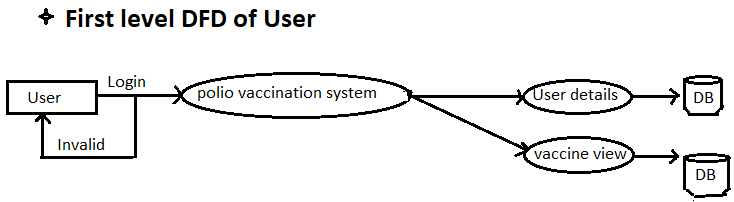 First level DFD of User
Login
User
polio vaccination system
User details
DB
Invalid
vaccine view
DB